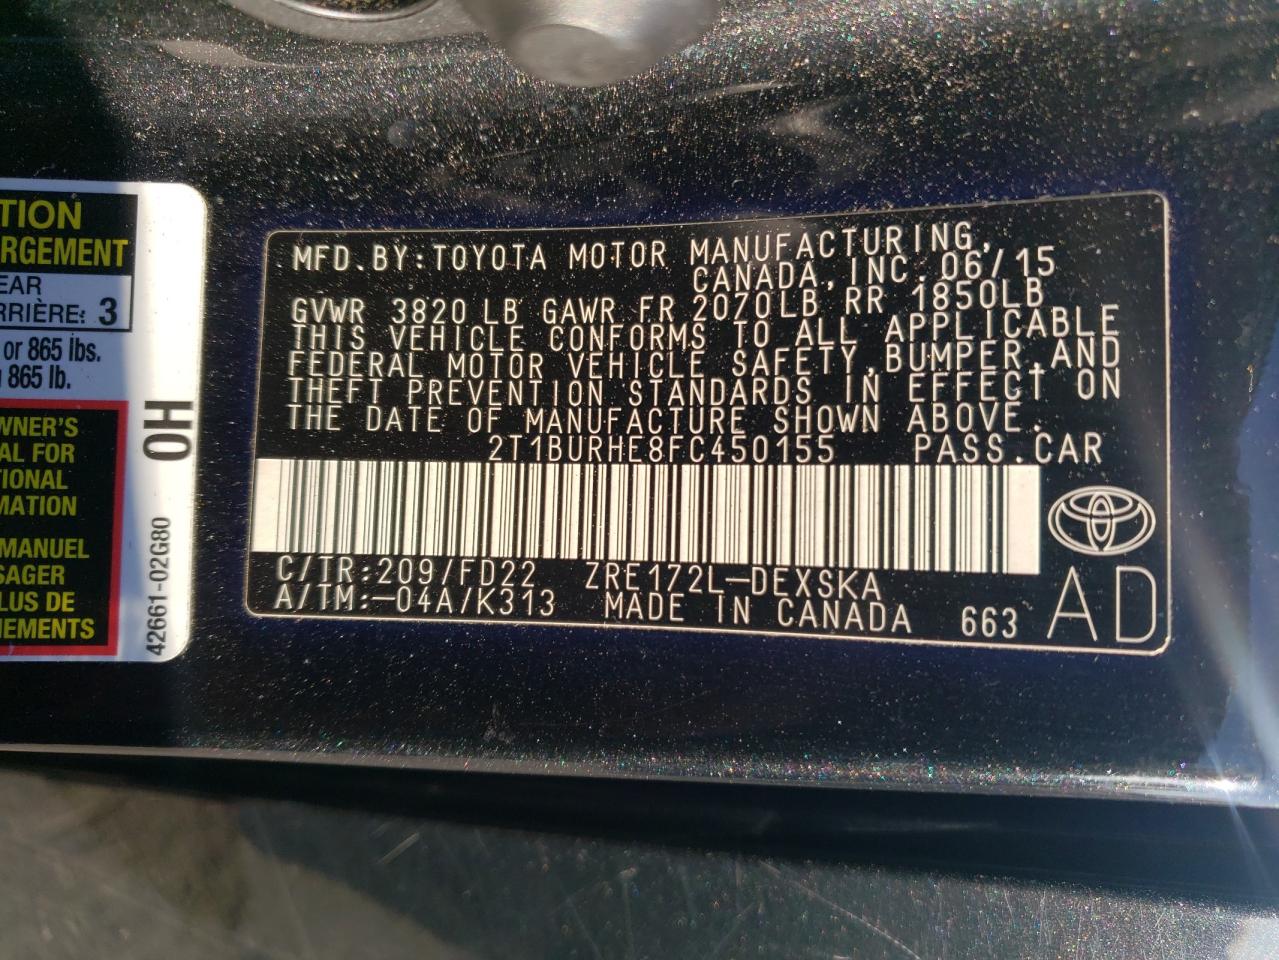 TION
RGEMENT
EAR
RRIÈRE: 3
or 865 lbs.
865 lb.
WNER'S
AL FOR
TIONAL
MATION
MANUEL
SAGER
LUS DE
NEMENTS
42661-02G80 0H
MFD.BY:TOYOTA MOTOR MANUFACTURING,
CANADA,INC.06/15
GVWR 3820 LB GAWR FR 2070LB RR 1850LB
THIS VEHICLE CONFORMS TO ALL APPLICABLE
FEDERAL MOTOR VEHICLE SAFETY,BUMPER,AND
THEFT PREVENTION STANDARDS IN EFFECT ON
THE DATE OF MANUFACTURE SHOWN ABOVE.
2T1BURHE8FC450155 PASS.CAR
C/TR:209/FD22 ZRE172L-DEXSKA
A/TM:-04A/K313 MADE IN CANADA 663 AD